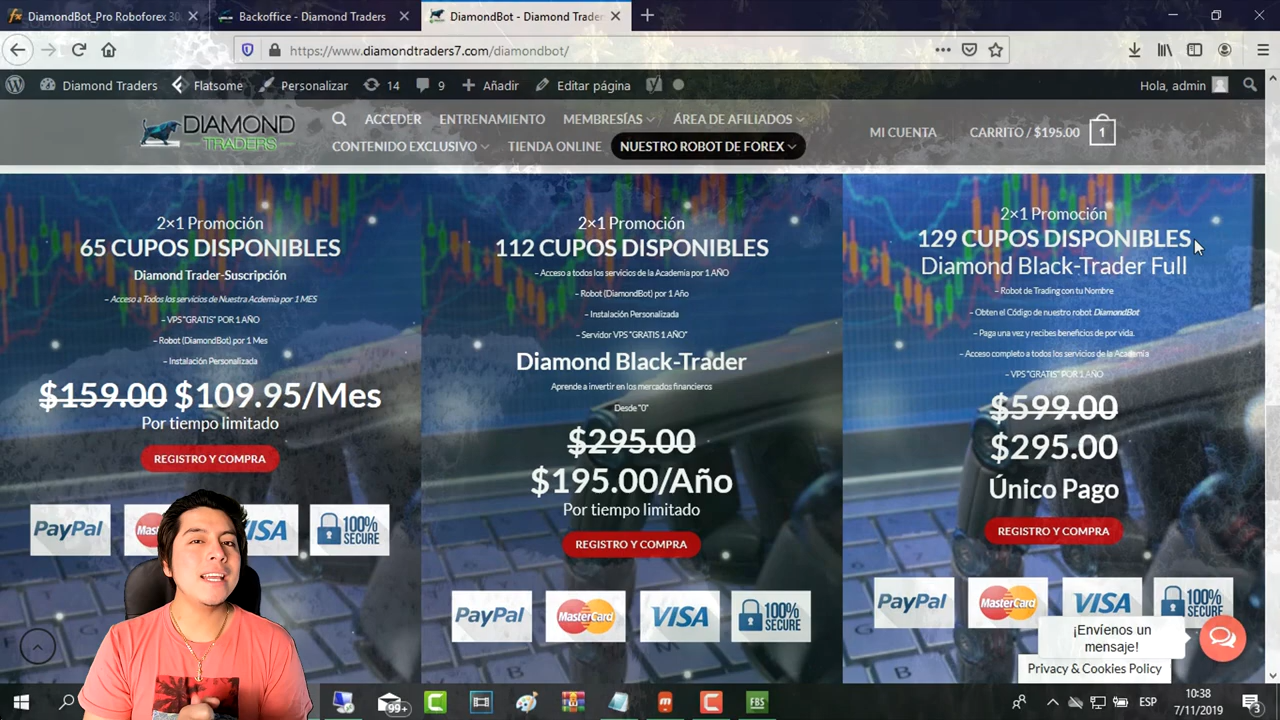 DiamondBot_Pro Roboforex 30
Backoffice - Diamond Traders
DiamondBot - Diamond Trader
https://www.diamondtraders7.com/diamondbot/
Diamond Traders
Flatsome
Personalizar
14
9
Añadir
Editar página
Hola, admin
DIAMOND
TRADERS
ACCEDER
ENTRENAMIENTO
MEMBRESÍAS
ÁREA DE AFILIADOS
CONTENIDO EXCLUSIVO
TIENDA ONLINE
NUESTRO ROBOT DE FOREX
MI CUENTA
CARRITO / $195.00
1
2×1 Promoción
65 CUPOS DISPONIBLES
Diamond Trader-Suscripción
– Acceso a Todos los servicios de Nuestra Acdemia por 1 MES
– VPS "GRATIS" POR 1 AÑO
– Robot (DiamondBot) por 1 Mes
– Instalación Personalizada
$159.00 $109.95/Mes
Por tiempo limitado
REGISTRO Y COMPRA
PayPal
Mas
VISA
100%
SECURE
2×1 Promoción
112 CUPOS DISPONIBLES
– Acceso a todos los servicios de la Academia por 1 AÑO
– Robot (DiamondBot) por 1 Año
– Instalación Personalizada
– Servidor VPS "GRATIS 1 AÑO"
Diamond Black-Trader
Aprende a invertir en los mercados financieros
Desde "0"
$295.00
$195.00/Año
Por tiempo limitado
REGISTRO Y COMPRA
PayPal
MasterCard
VISA
100%
SECURE
2×1 Promoción
129 CUPOS DISPONIBLES
Diamond Black-Trader Full
– Robot de Trading con tu Nombre
– Obten el Código de nuestro robot DiamondBot
– Paga una vez y recibes beneficios de por vida.
– Acceso completo a todos los servicios de la Academia
– VPS "GRATIS" POR 1 AÑO
$599.00
$295.00
Único Pago
REGISTRO Y COMPRA
PayPal
MasterCard
VISA
100%
SECURE
¡Envíenos un
mensaje!
Privacy & Cookies Policy
99+
FBS
ESP
10:38
7/11/2019
3